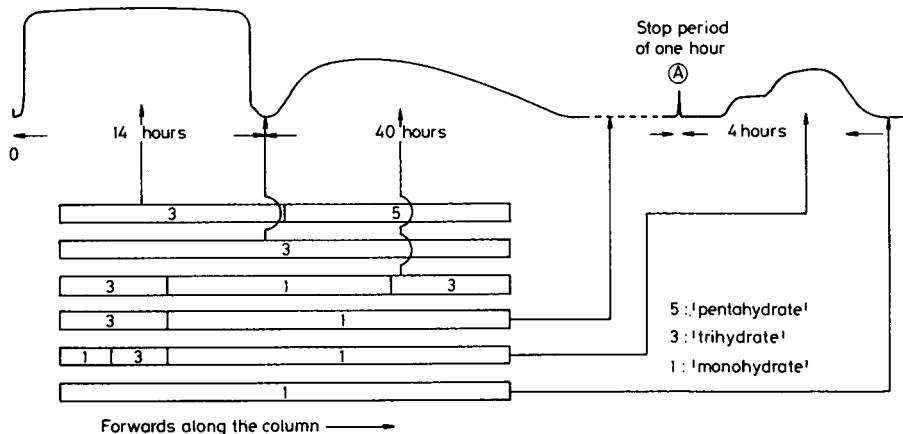 Stop period
of one hour
A
0
14 hours
40 hours
4 hours
3 5
3
3 1 3
3 1
1 3 1
1
5 : 'pentahydrate'
3 : 'trihydrate'
1 : 'monohydrate'
Forwards along the column